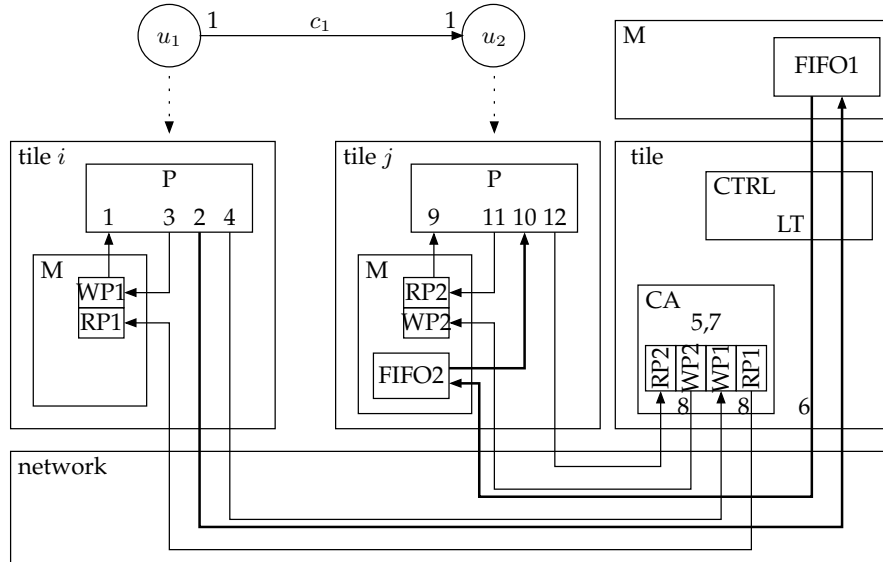 u1 1 c1 1 u2
M
FIFO1
tile i
P
1 3 2 4
M
WP1
RP1
tile j
P
9 11 10 12
M
RP2
WP2
FIFO2
tile
CTRL
LT
CA
5,7
RP2 WP2 WP1 RP1
8 8 6
network